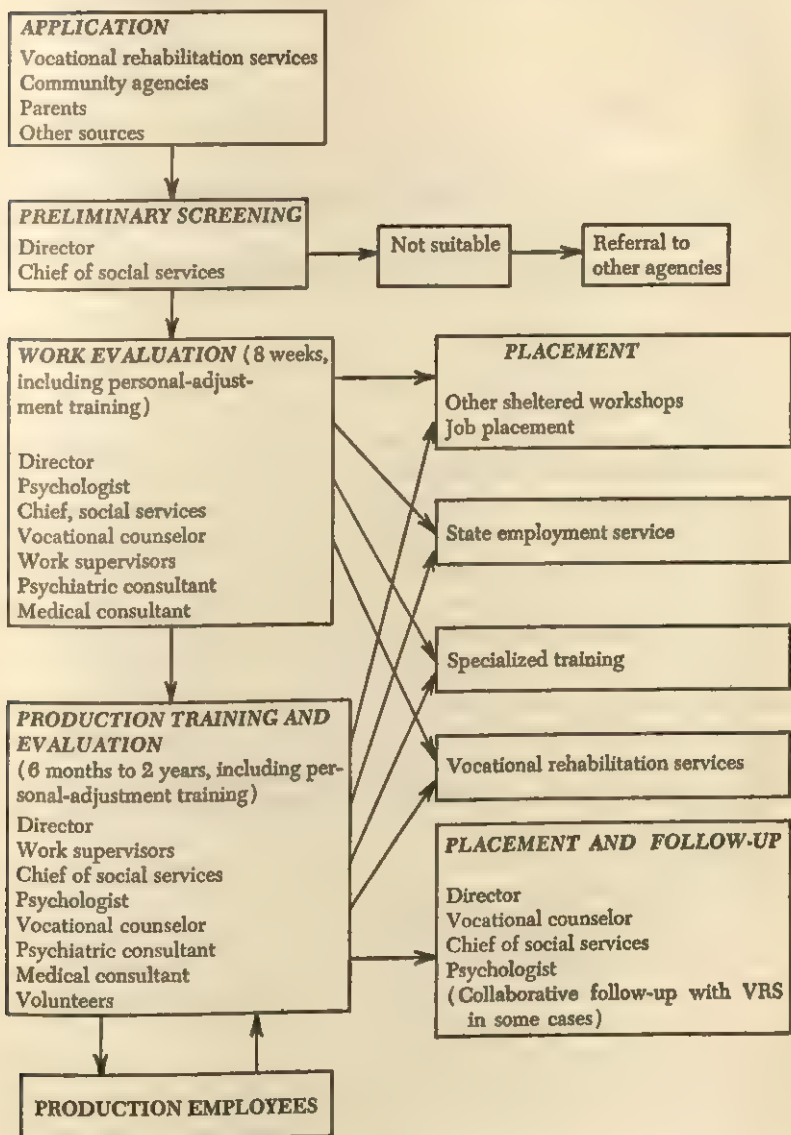 APPLICATION
Vocational rehabilitation services
Community agencies
Parents
Other sources
PRELIMINARY SCREENING
Director
Chief of social services
Not suitable
Referral to
other agencies
WORK EVALUATION (8 weeks,
including personal-adjust-
ment training)
Director
Psychologist
Chief, social services
Vocational counselor
Work supervisors
Psychiatric consultant
Medical consultant
PLACEMENT
Other sheltered workshops
Job placement
State employment service
Specialized training
Vocational rehabilitation services
PRODUCTION TRAINING AND
EVALUATION
(6 months to 2 years, including per-
sonal-adjustment training)
Director
Work supervisors
Chief of social services
Psychologist
Vocational counselor
Psychiatric consultant
Medical consultant
Volunteers
PLACEMENT AND FOLLOW-UP
Director
Vocational counselor
Chief of social services
Psychologist
(Collaborative follow-up with VRS
in some cases)
PRODUCTION EMPLOYEES